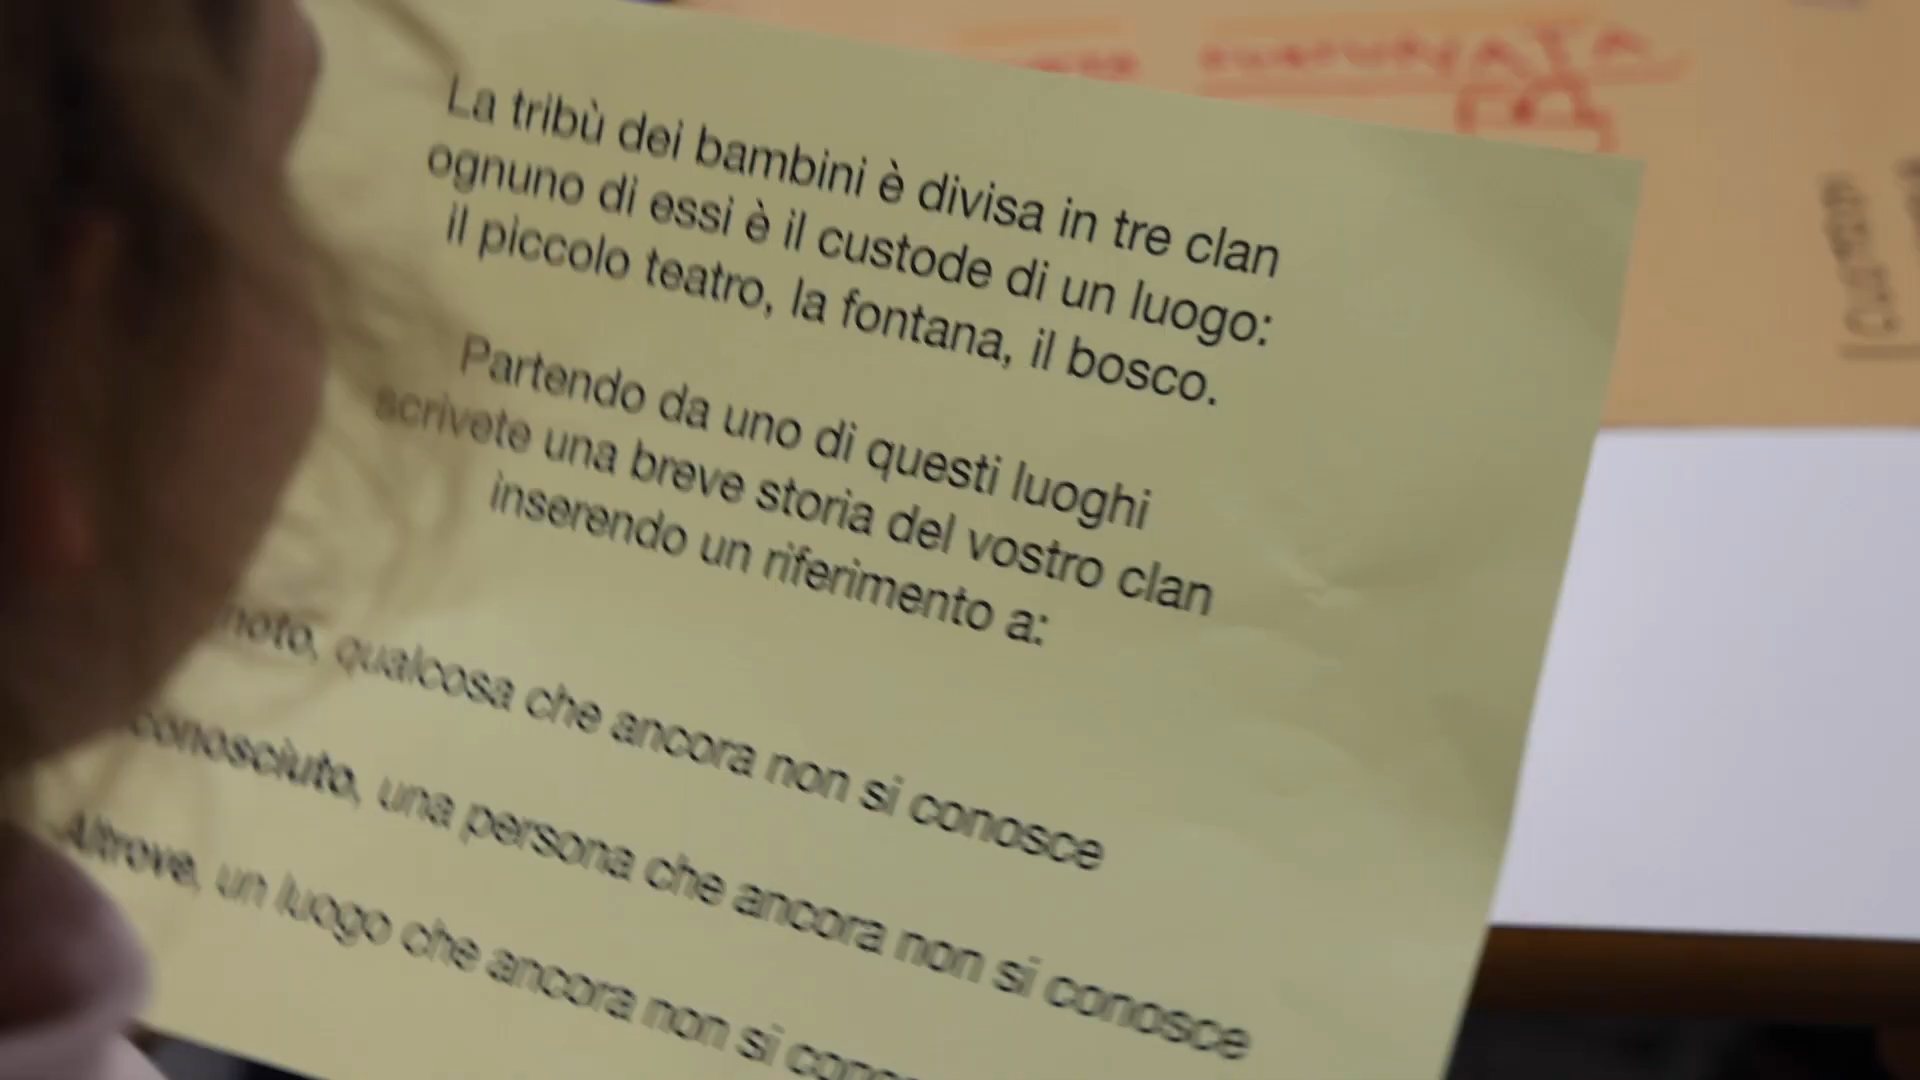 La tribù dei bambini è divisa in tre clan
ognuno di essi è il custode di un luogo:
il piccolo teatro, la fontana, il bosco.
Partendo da uno di questi luoghi
scrivete una breve storia del vostro clan
inserendo un riferimento a:
noto, qualcosa che ancora non si conosce
conosciuto, una persona che ancora non si conosce
Altrove, un luogo che ancora non si